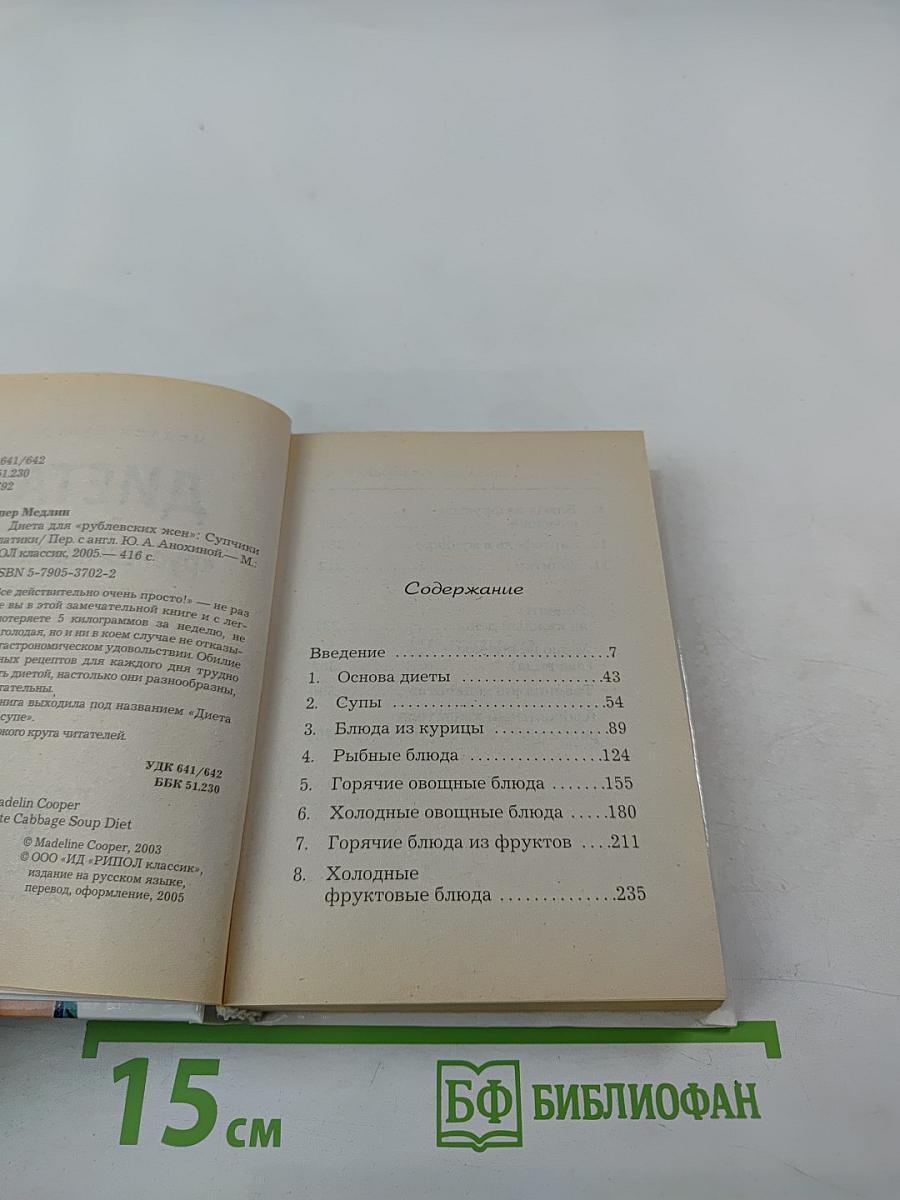 641/642
51.230
92
пер Медлин
Диета для «рублевских жен»: Супчики
латики/ Пер. с англ. Ю. А. Анохиной.— М.:
ОЛ классик, 2005.— 416 с.
SBN 5-7905-3702-2
се действительно очень просто!» — не раз
е вы в этой замечательной книге и с лег-
потеряете 5 килограммов за неделю, не
голодая, но и ни в коем случае не отказы-
гастрономическом удовольствии. Обилие
ных рецептов для каждого дня трудно
ть диетой, настолько они разнообразны,
тательны.
нига выходила под названием «Диета
супе».
окого круга читателей.
УДК 641/642
ББК 51.230
adelin Cooper
te Cabbage Soup Diet
© Madeline Cooper, 2003
© ООО «ИД «РИПОЛ классик»,
издание на русском языке,
перевод, оформление, 2005
Содержание
Введение ..............................7
1. Основа диеты ....................43
2. Супы ..............................54
3. Блюда из курицы ................89
4. Рыбные блюда ..................124
5. Горячие овощные блюда .......155
6. Холодные овощные блюда .....180
7. Горячие блюда из фруктов ....211
8. Холодные
фруктовые блюда ..............235
15 см
БФ БИБЛИОФАН